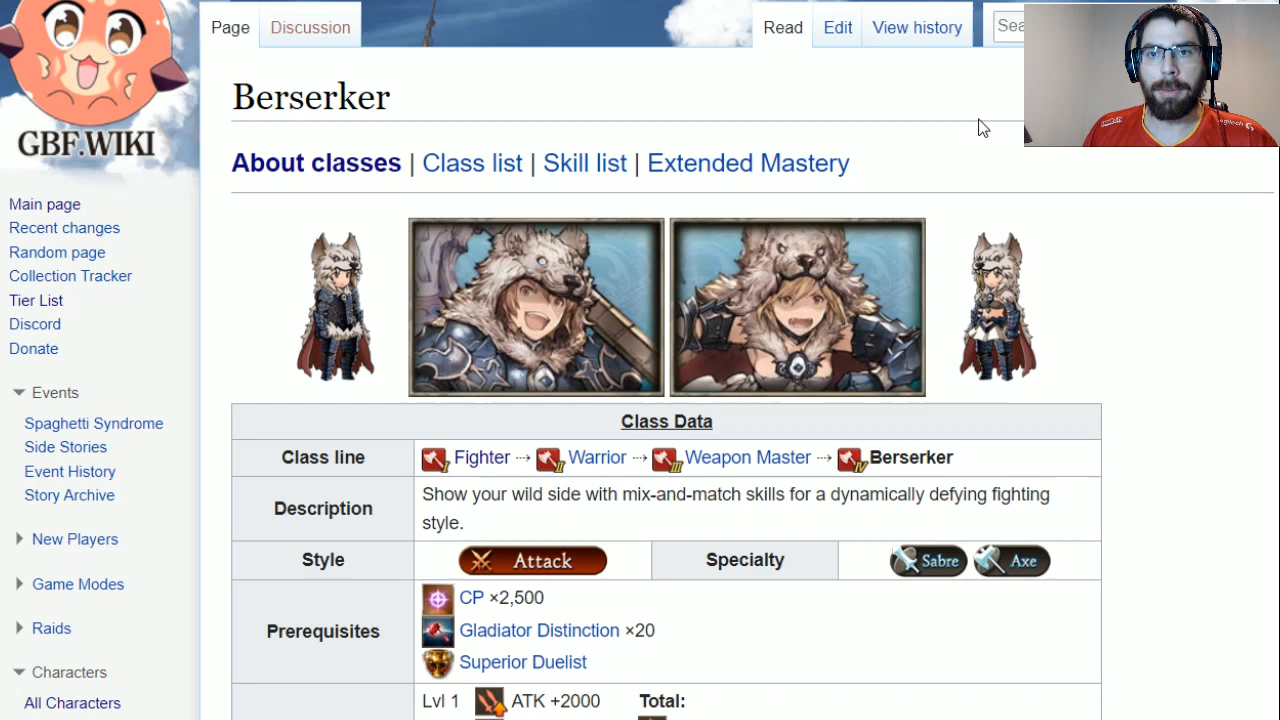 Page
Discussion
Read
Edit
View history
Sea
GBF.WIKI
Berserker
About classes | Class list | Skill list | Extended Mastery
Main page
Recent changes
Random page
Collection Tracker
Tier List
Discord
Donate
Events
Spaghetti Syndrome
Side Stories
Event History
Story Archive
New Players
Game Modes
Raids
Characters
All Characters
Class Data
Class line
Fighter ⇢ Warrior ⇢ Weapon Master ⇢ Berserker
Description
Show your wild side with mix-and-match skills for a dynamically defying fighting
style.
Style
Attack
Specialty
Sabre
Axe
Prerequisites
CP ×2,500
Gladiator Distinction ×20
Superior Duelist
Lvl 1 ATK +2000
Total: